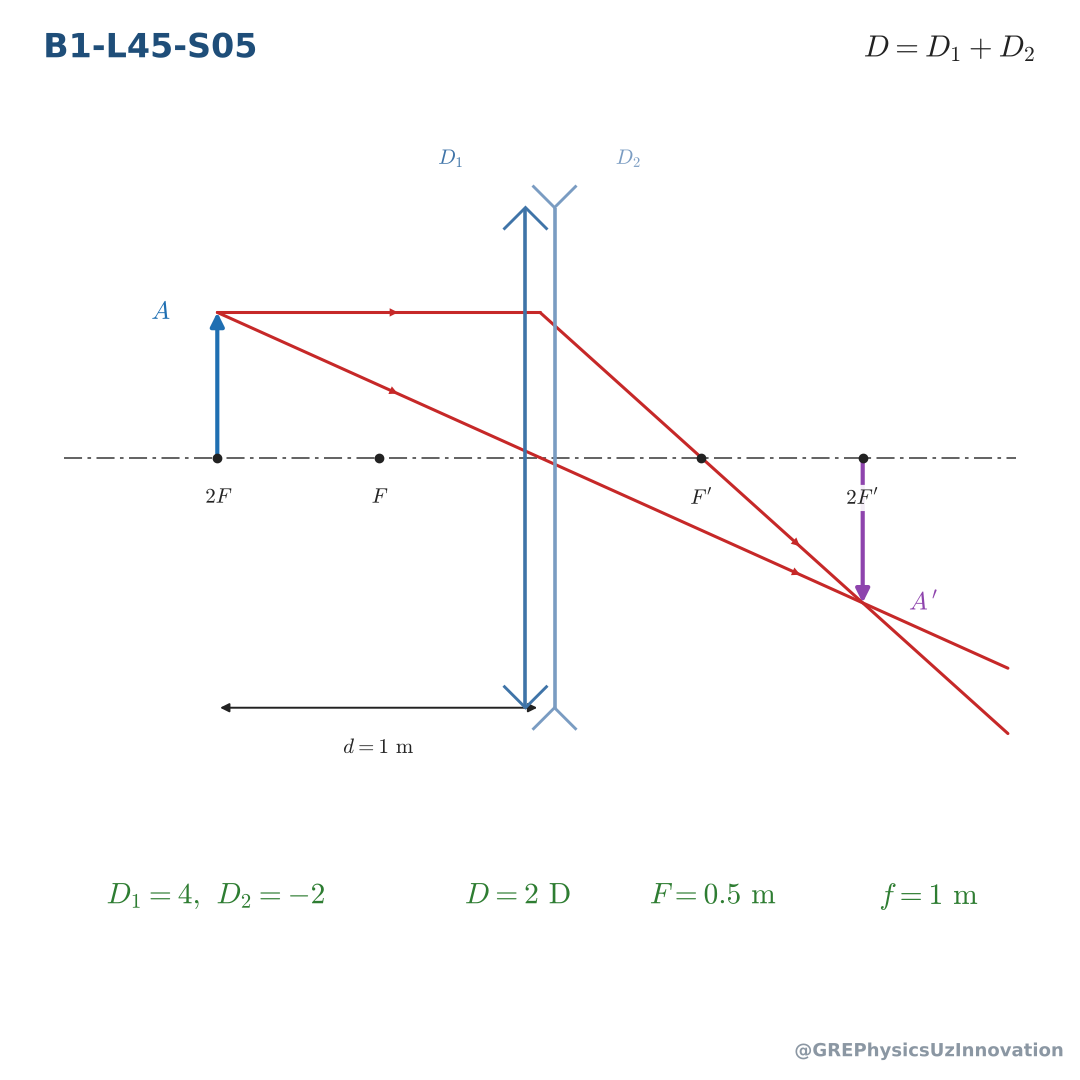 B1-L45-S05
D = D₁ + D₂
D₁
D₂
A
2F
F
F′
2F′
A′
d = 1 m
D₁ = 4, D₂ = −2
D = 2 D
F = 0.5 m
f = 1 m
@GREPhysicsUzInnovation